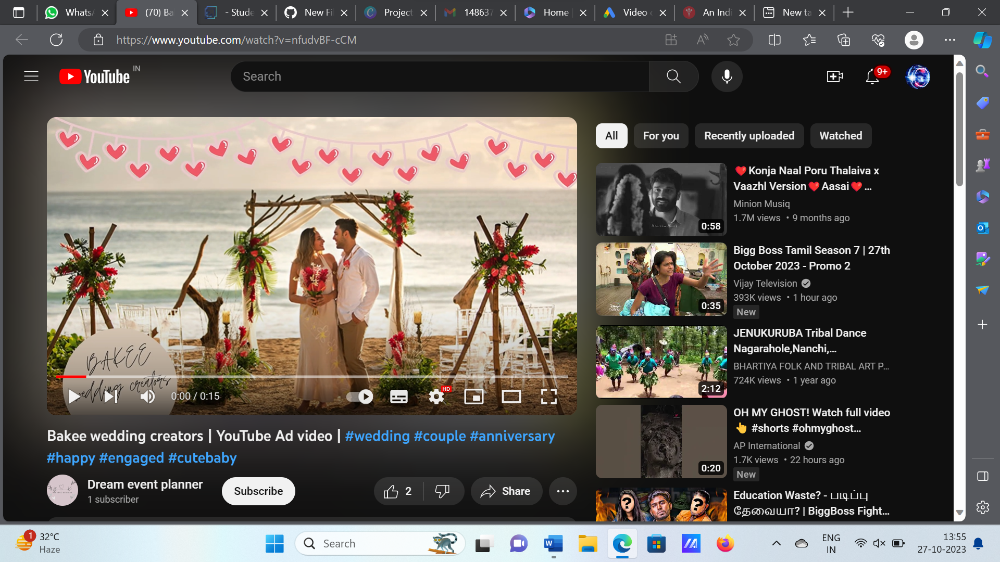 WhatsA
(70) Ba
- Stude
New Fi
Project
148637
Home
Video c
An Indi
New ta
https://www.youtube.com/watch?v=nfudvBF-cCM
YouTube IN
Search
9+
All
For you
Recently uploaded
Watched
BAKEE
wedding creators
0:00 / 0:15
HD
Bakee wedding creators | YouTube Ad video | #wedding #couple #anniversary
#happy #engaged #cutebaby
Dream event planner
1 subscriber
Subscribe
2
Share
Minion_Musiq
0:58
❤️Konja Naal Poru Thalaiva x
Vaazhl Version❤️Aasai❤️...
Minion Musiq
1.7M views • 9 months ago
hotstar
0:35
Bigg Boss Tamil Season 7 | 27th
October 2023 - Promo 2
Vijay Television
393K views • 1 hour ago
New
2:12
JENUKURUBA Tribal Dance
Nagarahole,Nanchi,...
BHARTIYA FOLK AND TRIBAL ART P...
724K views • 1 year ago
0:20
OH MY GHOST! Watch full video
👆 #shorts #ohmyghost...
AP International
1.7K views • 22 hours ago
New
? ?
Education Waste? - படிப்பு
தேவையா? | BiggBoss Fight...
1
32°C
Haze
Search
ENG
IN
13:55
27-10-2023